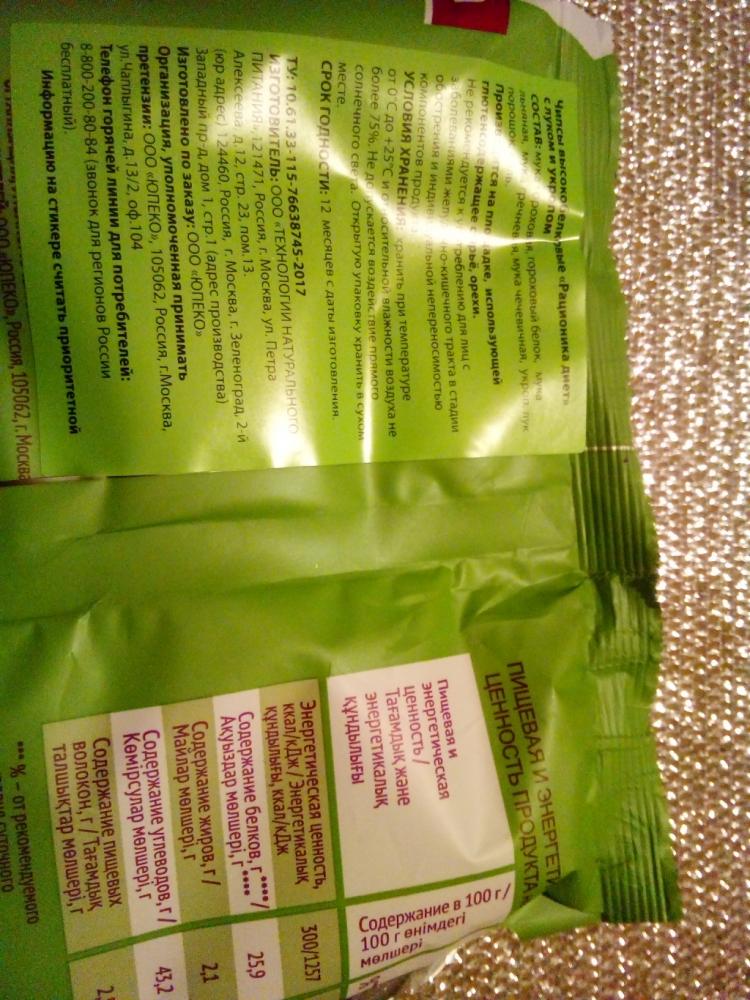 Чипсы высокобелковые «Рационика диет»
с луком и укропом
СОСТАВ: мука гороховая, гороховый белок, мука
льняная, мука гречневая, мука чечевичная, укроп, лук
Производится на площадке, использующей
глютенсодержащее сырьё, орехи.
Не рекомендуется к употреблению для лиц с
заболеваниями желудочно-кишечного тракта в стадии
обострения и индивидуальной непереносимостью
компонентов продукта.
УСЛОВИЯ ХРАНЕНИЯ: хранить при температуре
от 0°С до +25°С и относительной влажности воздуха не
более 75%. Не допускается воздействие прямого
солнечного света. Открытую упаковку хранить в сухом
месте.
СРОК ГОДНОСТИ: 12 месяцев с даты изготовления.
ТУ: 10.61.33-115-76638745-2017
ИЗГОТОВИТЕЛЬ: ООО «ТЕХНОЛОГИИ НАТУРАЛЬНОГО
ПИТАНИЯ», 121471, Россия, г. Москва, ул. Петра
Алексеева, д.12, стр. 23, пом.13.
(юр адрес) 124460, Россия, г. Москва, г. Зеленоград, 2-й
Западный пр-д, дом 1, стр.1 (адрес производства)
Изготовлено по заказу: ООО «ЮПЕКО»
Организация, уполномоченная принимать
претензии: ООО «ЮПЕКО», 105062, Россия, г.Москва,
ул.Чаплыгина, д.13/2, оф.104
Телефон горячей линии для потребителей:
8-800-200-80-84 (звонок для регионов России
бесплатный).
Информацию на стикере считать приоритетной
ООО «ЮПЕКО», Россия, 105062, г. Москва
ПИЩЕВАЯ И ЭНЕРГЕТИ
ЦЕННОСТЬ ПРОДУКТА
Пищевая и
энергетическая
ценность /
Тағамдық және
энергетикалық
құндылығы
Содержание в 100 г/
100 г өнімдегі
мөлшері
Энергетическая ценность,
ккал/кДж / Энергетикалық
құндылығы, ккал/кДж
300/1257
Содержание белков, г ****/
Ақуыздар мөлшері, г****
25,9
Содержание жиров, г /
Майлар мөлшері, г
2,1
Содержание углеводов, г /
Көмірсулар мөлшері, г
43,2
Содержание пищевых
волокон, г / Тағамдық
талшықтар мөлшері, г
*** % – от рекомендуемого